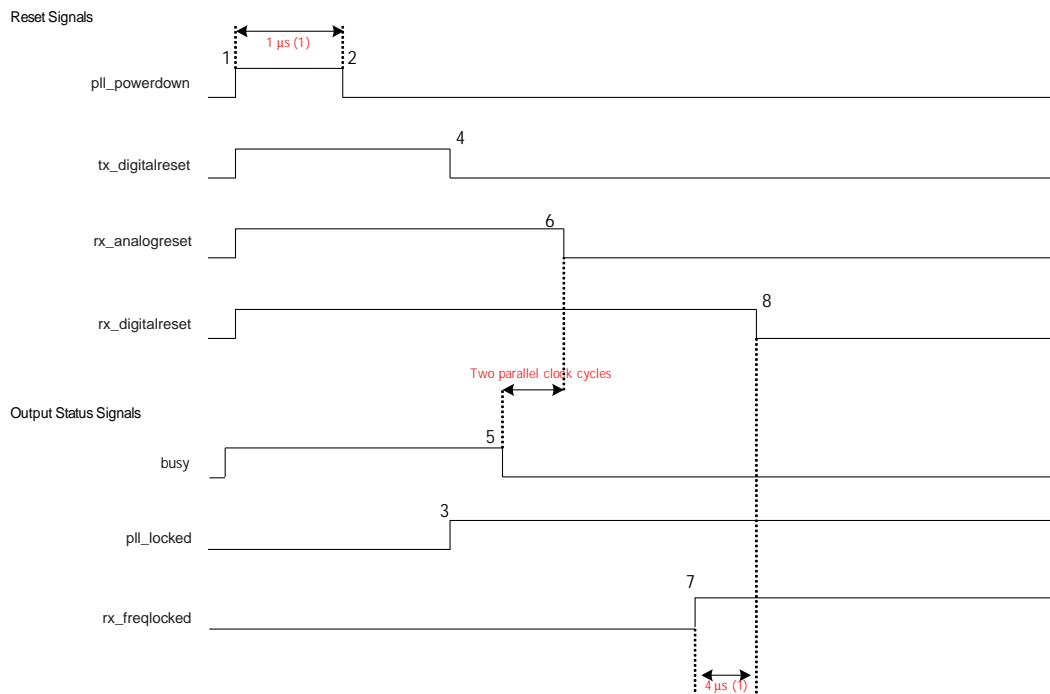 Reset Signals
1 µs (1)
1
2
pll_powerdown
4
tx_digitalreset
6
rx_analogreset
8
rx_digitalreset
Two parallel clock cycles
Output Status Signals
5
busy
3
pll_locked
7
rx_freqlocked
4 µs (1)